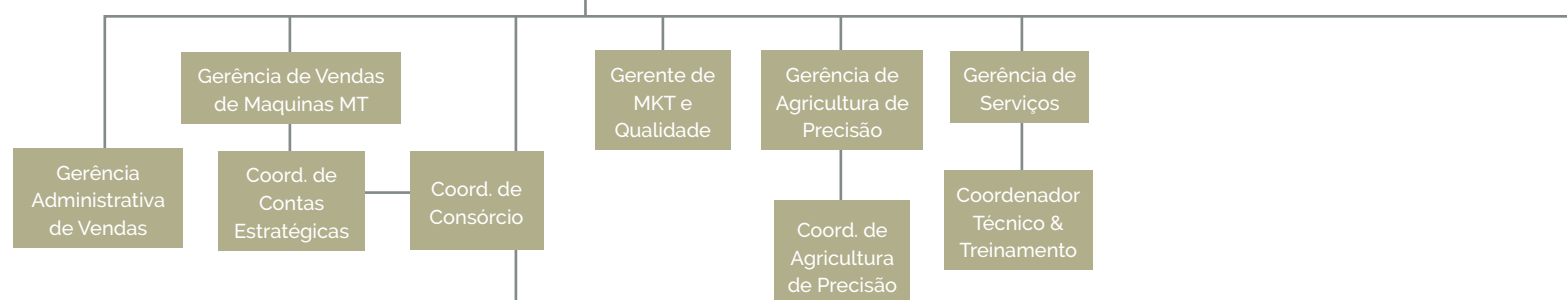 Gerência de Vendas
de Maquinas MT
Gerente de
MKT e
Qualidade
Gerência de
Agricultura de
Precisão
Gerência de
Serviços
Gerência
Administrativa
de Vendas
Coord. de
Contas
Estratégicas
Coord. de
Consórcio
Coordenador
Técnico &
Treinamento
Coord. de
Agricultura
de Precisão